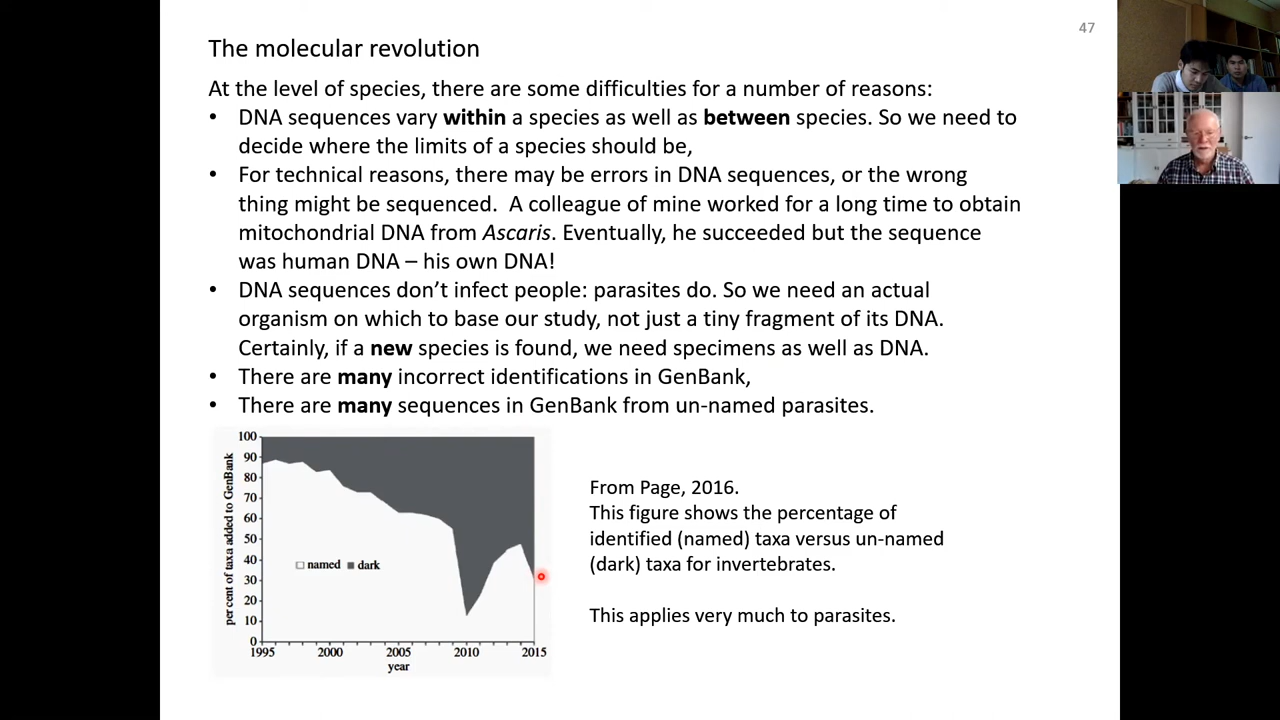 47
The molecular revolution
At the level of species, there are some difficulties for a number of reasons:
• DNA sequences vary within a species as well as between species. So we need to
decide where the limits of a species should be,
• For technical reasons, there may be errors in DNA sequences, or the wrong
thing might be sequenced.  A colleague of mine worked for a long time to obtain
mitochondrial DNA from Ascaris. Eventually, he succeeded but the sequence
was human DNA – his own DNA!
• DNA sequences don’t infect people: parasites do. So we need an actual
organism on which to base our study, not just a tiny fragment of its DNA.
Certainly, if a new species is found, we need specimens as well as DNA.
• There are many incorrect identifications in GenBank,
• There are many sequences in GenBank from un-named parasites.
per cent of taxa added to GenBank
100
90
80
70
60
50
40
30
20
10
0
named dark
1995 2000 2005 2010 2015
year
From Page, 2016.
This figure shows the percentage of
identified (named) taxa versus un-named
(dark) taxa for invertebrates.
This applies very much to parasites.